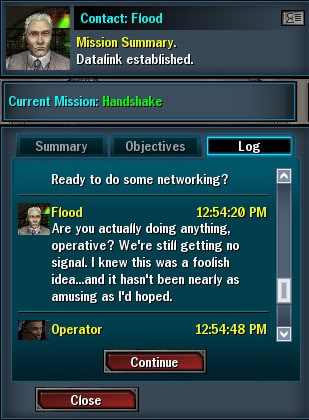 Contact: Flood
Mission Summary.
Datalink established.
Current Mission: Handshake
Summary Objectives Log
Ready to do some networking?
Flood 12:54:20 PM
Are you actually doing anything,
operative? We're still getting no
signal. I knew this was a foolish
idea...and it hasn't been nearly as
amusing as I'd hoped.
Operator 12:54:48 PM
Continue
Close